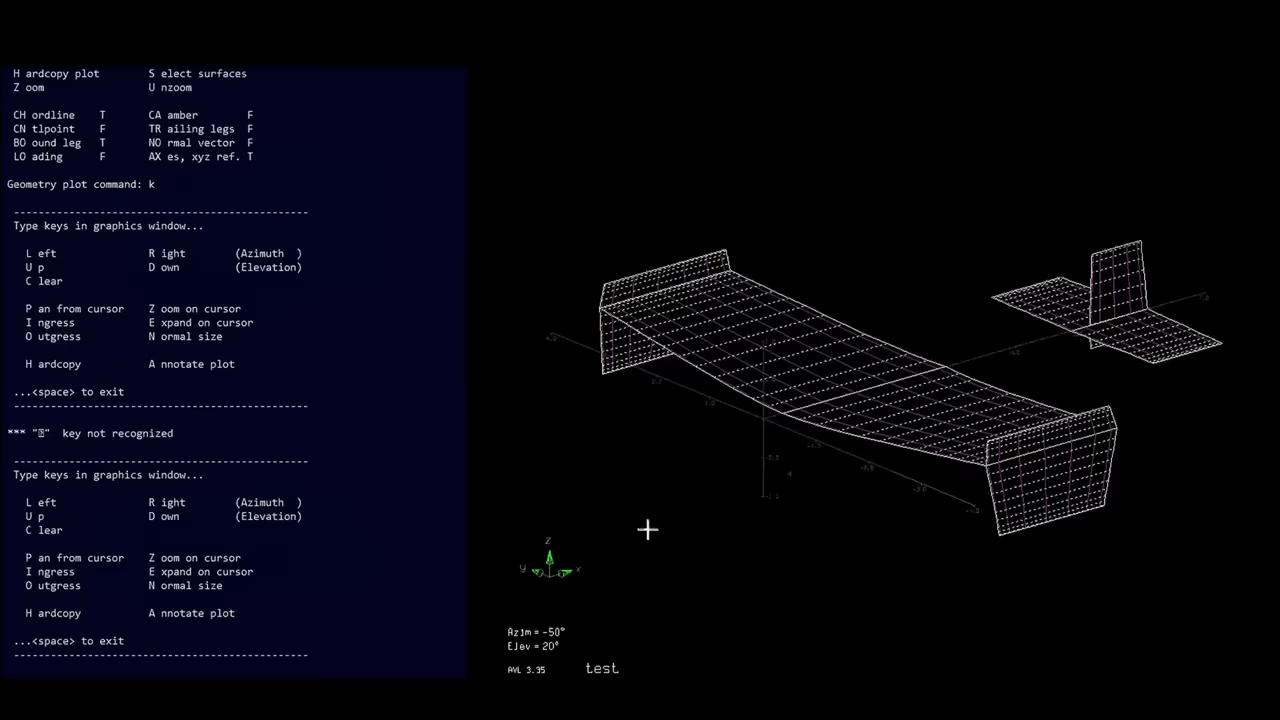 H ardcopy plot S elect surfaces
Z oom U nzoom
CH ordline T CA amber F
CN tlpoint F TR ailing legs F
BO ound leg T NO rmal vector F
LO ading F AX es, xyz ref. T
Geometry plot command: k
------------------------------------------------
Type keys in graphics window...
L eft R ight (Azimuth )
U p D own (Elevation)
C lear
P an from cursor Z oom on cursor
I ngress E xpand on cursor
O utgress N ormal size
H ardcopy A nnotate plot
...<space> to exit
------------------------------------------------
*** "" key not recognized
------------------------------------------------
Type keys in graphics window...
L eft R ight (Azimuth )
U p D own (Elevation)
C lear
P an from cursor Z oom on cursor
I ngress E xpand on cursor
O utgress N ormal size
H ardcopy A nnotate plot
...<space> to exit
------------------------------------------------
z
y x
Azim = -50°
Elev = 20°
AVL 3.35 test